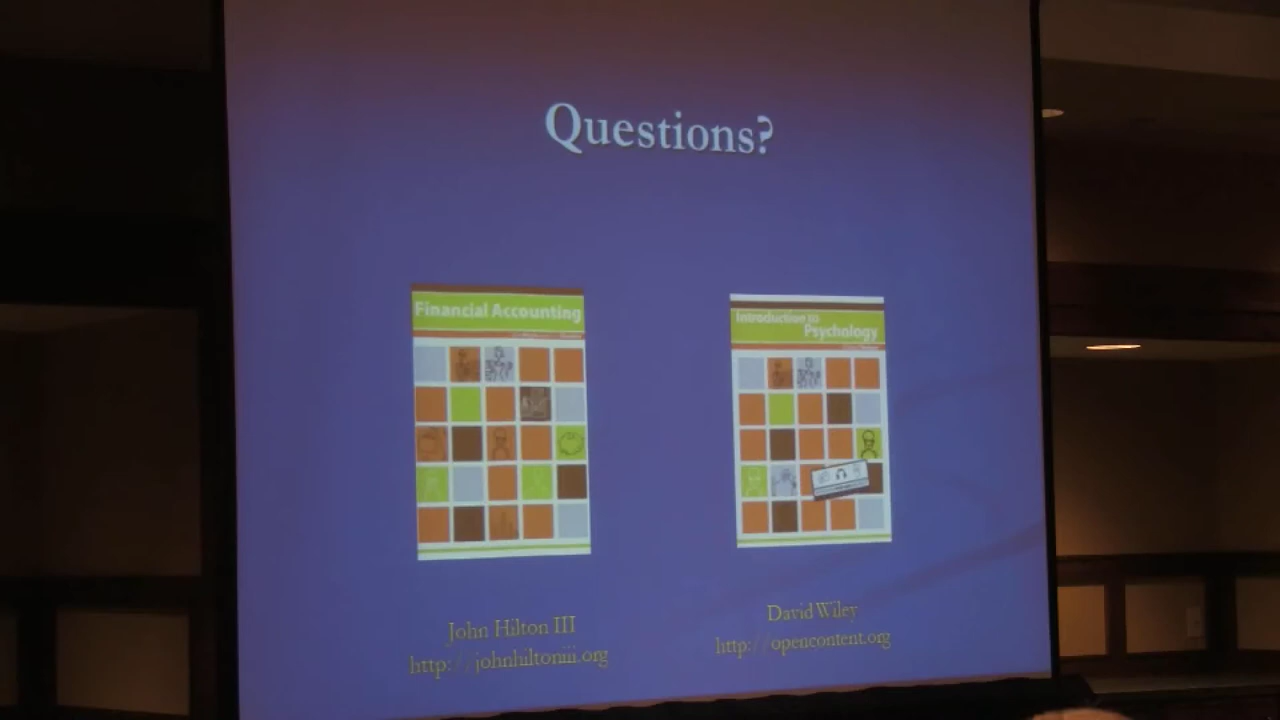 Questions?
Financial Accounting
Introduction to
Psychology
John Hilton III
http://johnhiltoniii.org
David Wiley
http://opencontent.org